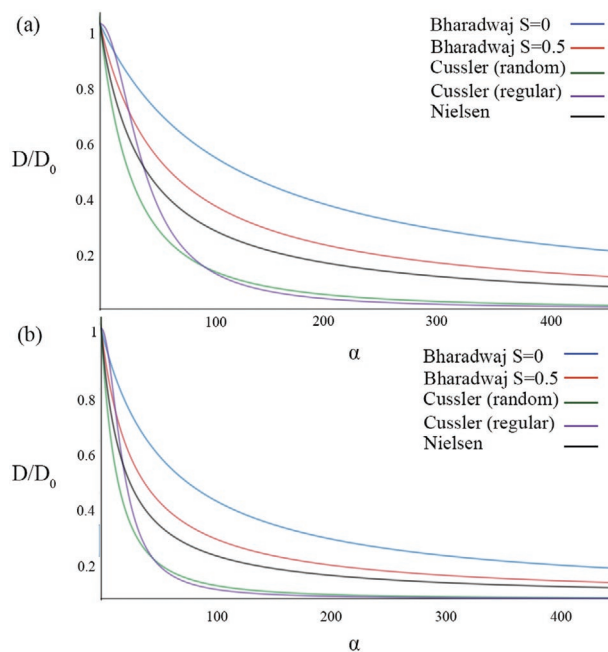 (a)
1
0.8
0.6
D/D0
0.4
0.2
100 200 300 400
α
Bharadwaj S=0
Bharadwaj S=0.5
Cussler (random)
Cussler (regular)
Nielsen
(b)
1
0.8
0.6
D/D0
0.4
0.2
100 200 300 400
α
Bharadwaj S=0
Bharadwaj S=0.5
Cussler (random)
Cussler (regular)
Nielsen